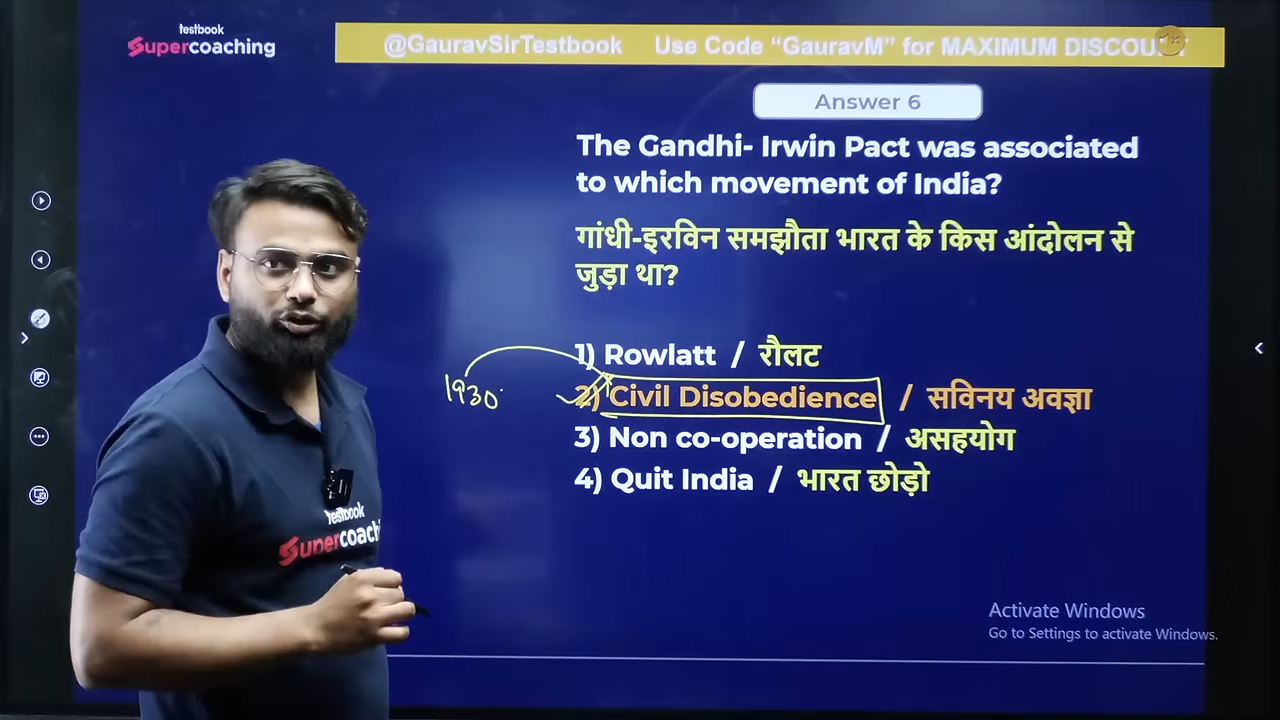 testbook
Supercoaching
@GauravSirTestbook Use Code “GauravM” for MAXIMUM DISCOUNT
Answer 6
The Gandhi- Irwin Pact was associated
to which movement of India?
गांधी-इरविन समझौता भारत के किस आंदोलन से
जुड़ा था?
1) Rowlatt / रौलट
1930
2) Civil Disobedience / सविनय अवज्ञा
3) Non co-operation / असहयोग
4) Quit India / भारत छोड़ो
testbook
Supercoachi
Activate Windows
Go to Settings to activate Windows.